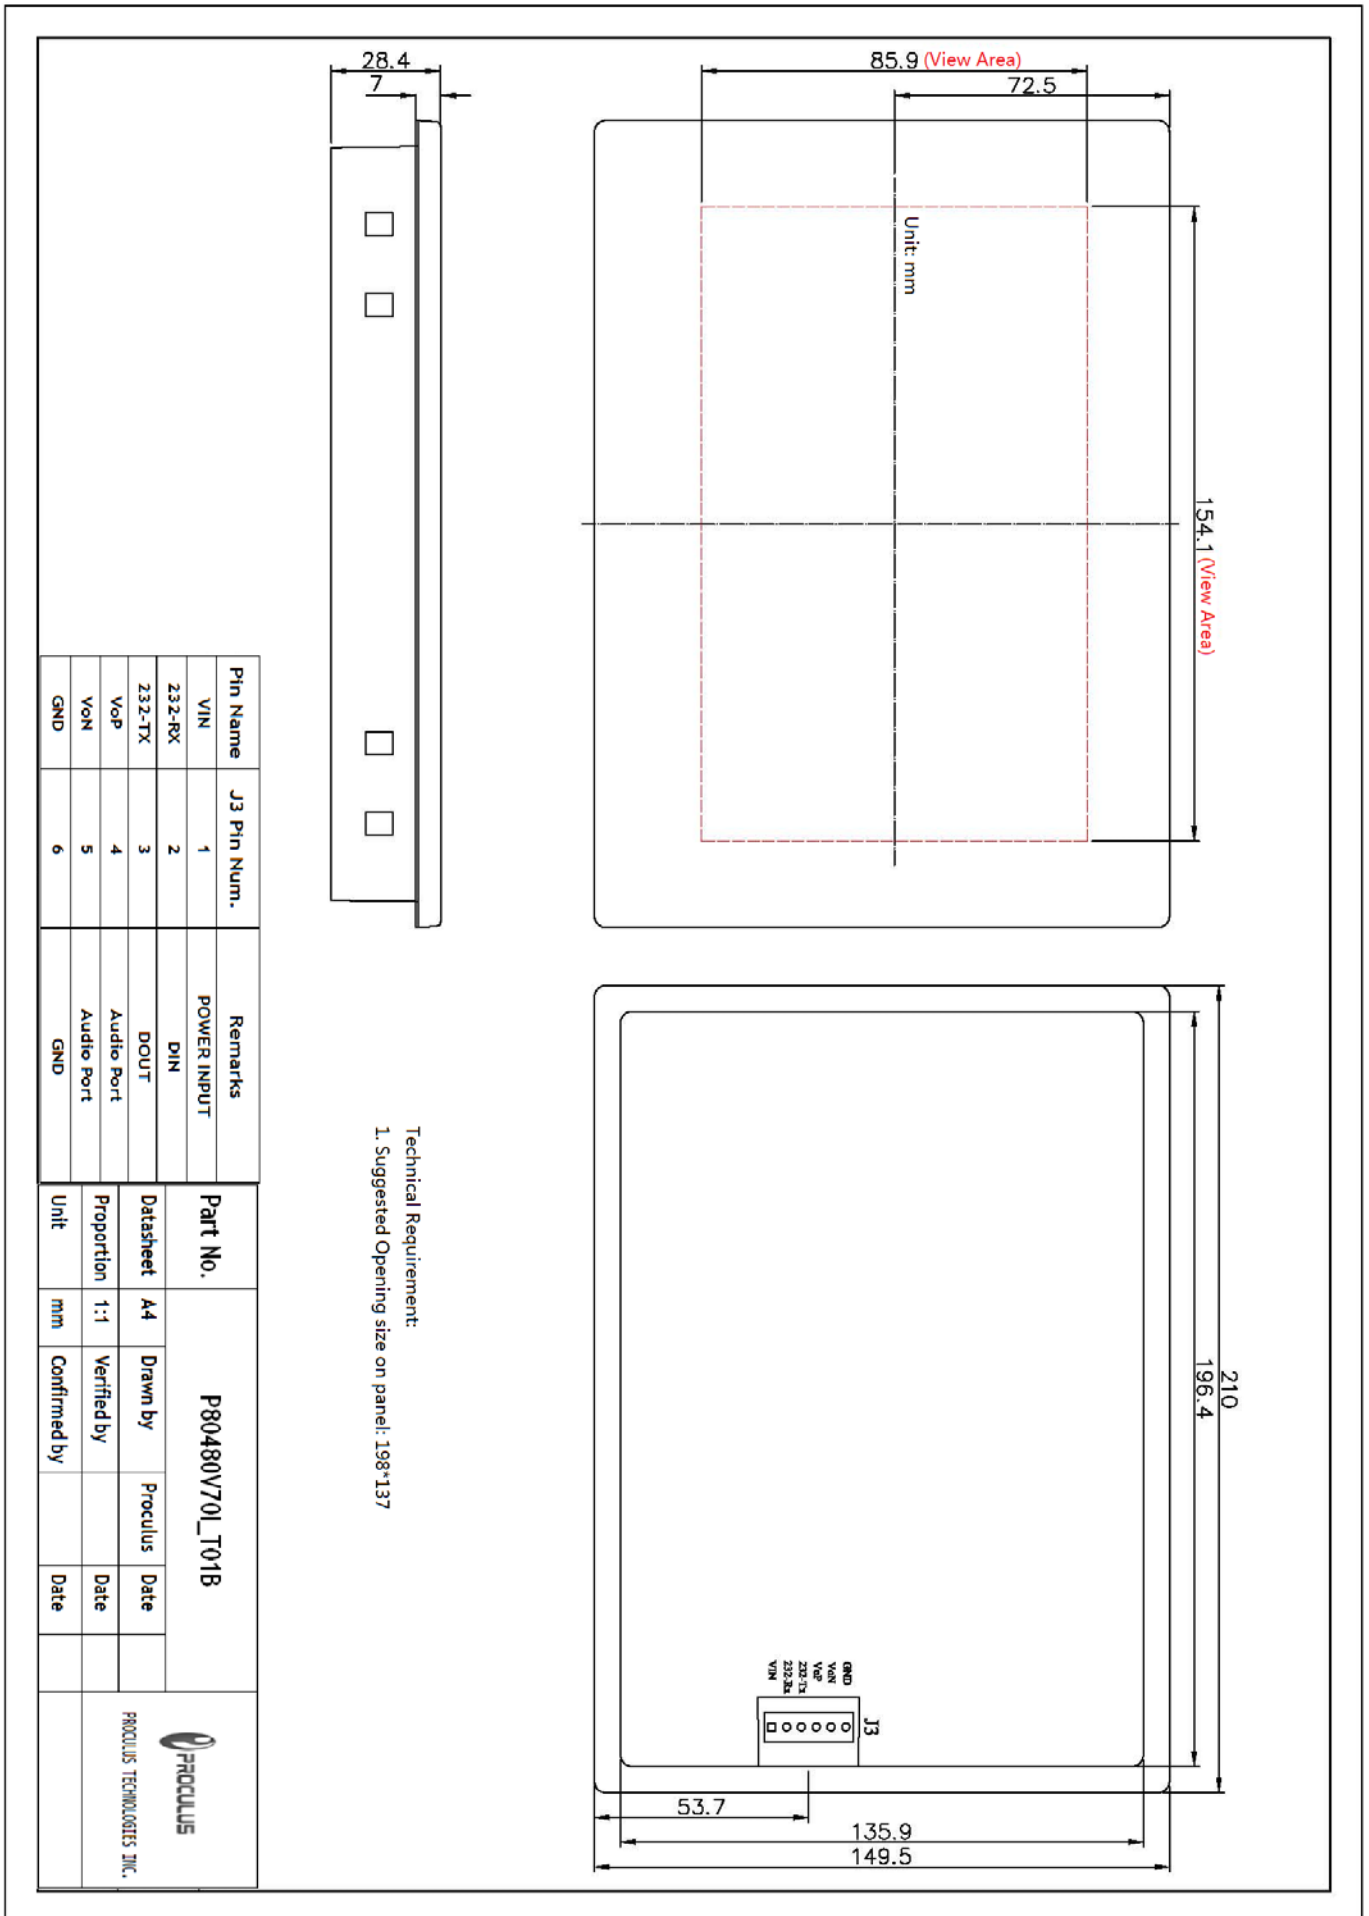 28.4
7
85.9 (View Area)
72.5
Unit: mm
154.1 (View Area)
210
196.4
GND
VoN
VoP
232-Tx
232-Rx
VIN
J3
53.7
135.9
149.5
Technical Requirement:
1. Suggested Opening size on panel: 198*137
Pin Name J3 Pin Num. Remarks
VIN 1 POWER INPUT
232-RX 2 DIN
232-TX 3 DOUT
VoP 4 Audio Port
VoN 5 Audio Port
GND 6 GND
Part No. P80480V70I_T01B
Datasheet A4 Drawn by Proculus Date
Proportion 1:1 Verified by Date
Unit mm Confirmed by Date
PROCULUS
PROCULUS TECHNOLOGIES INC.